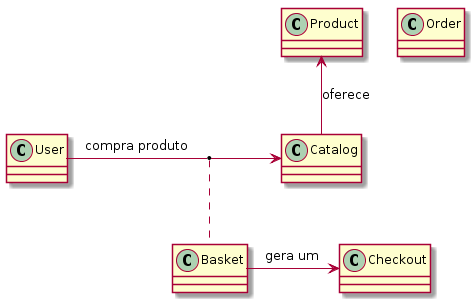 C Product
C Order
oferece
C User
compra produto
C Catalog
C Basket
gera um
C Checkout